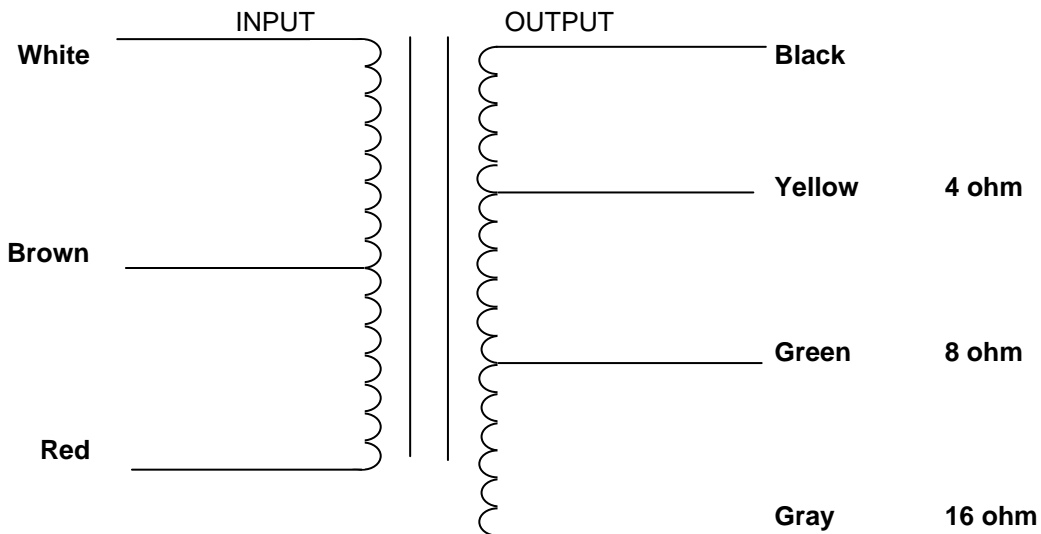 INPUT OUTPUT
White Black
Yellow 4 ohm
Brown
Green 8 ohm
Red
Gray 16 ohm